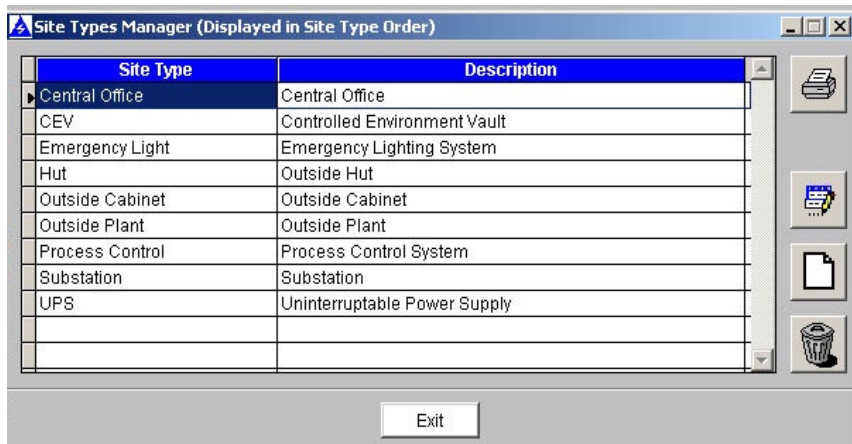 Site Types Manager (Displayed in Site Type Order)
Site Type Description
Central Office Central Office
CEV Controlled Environment Vault
Emergency Light Emergency Lighting System
Hut Outside Hut
Outside Cabinet Outside Cabinet
Outside Plant Outside Plant
Process Control Process Control System
Substation Substation
UPS Uninterruptable Power Supply
Exit